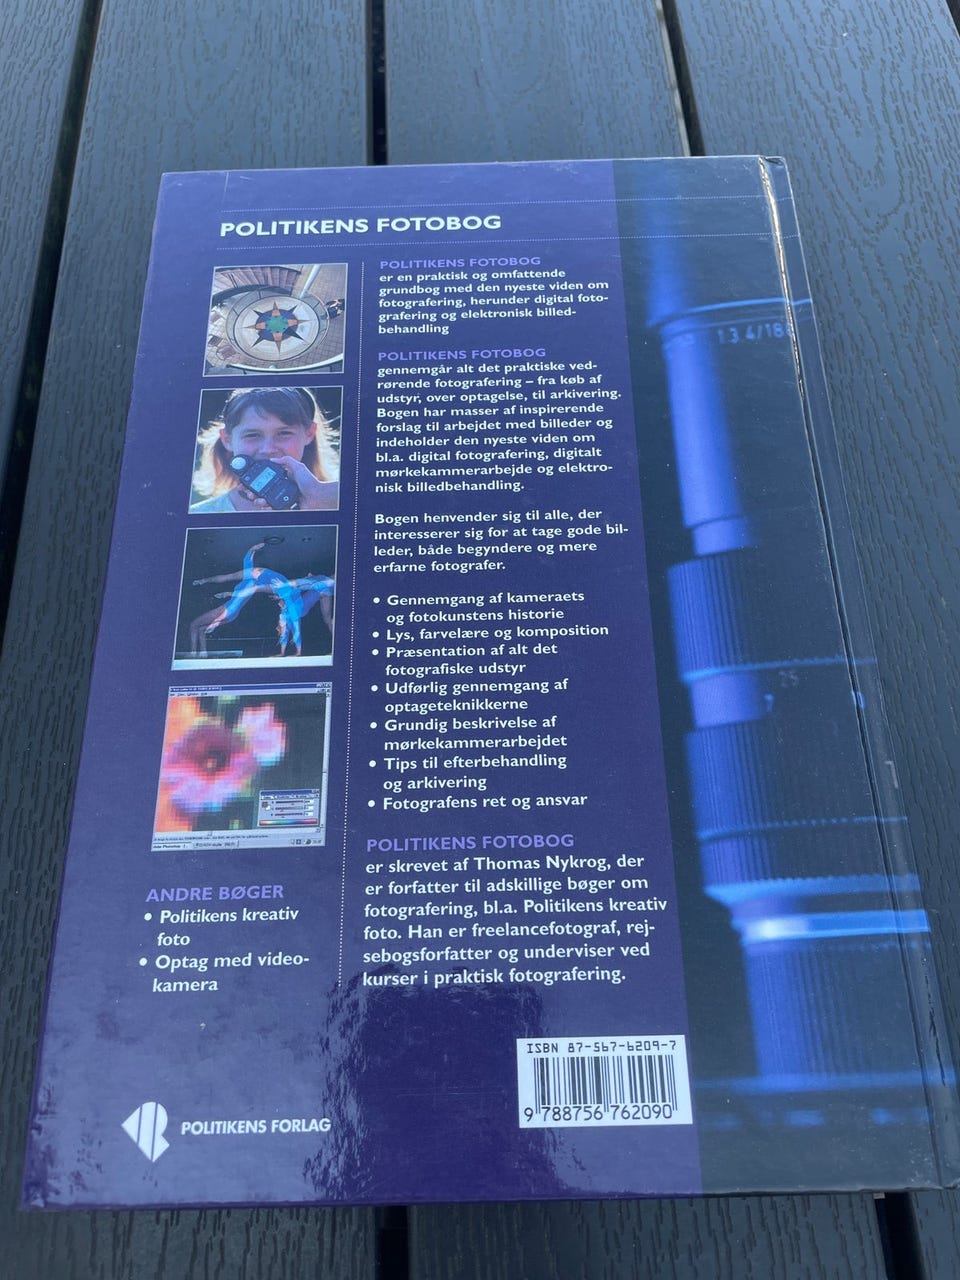 POLITIKENS FOTOBOG
POLITIKENS FOTOBOG
er en praktisk og omfattende
grundbog med den nyeste viden om
fotografering, herunder digital foto-
grafering og elektronisk billed-
behandling
POLITIKENS FOTOBOG
gennemgår alt det praktiske ved-
rørende fotografering – fra køb af
udstyr, over optagelse, til arkivering.
Bogen har masser af inspirerende
forslag til arbejdet med billeder og
indeholder den nyeste viden om
bl.a. digital fotografering, digitalt
mørkekammerarbejde og elektro-
nisk billedbehandling.
Bogen henvender sig til alle, der
interesserer sig for at tage gode bil-
leder, både begyndere og mere
erfarne fotografer.
• Gennemgang af kameraets
og fotokunstens historie
• Lys, farvelære og komposition
• Præsentation af alt det
fotografiske udstyr
• Udførlig gennemgang af
optageteknikkerne
• Grundig beskrivelse af
mørkekammerarbejdet
• Tips til efterbehandling
og arkivering
• Fotografens ret og ansvar
POLITIKENS FOTOBOG
er skrevet af Thomas Nykrog, der
er forfatter til adskillige bøger om
fotografering, bl.a. Politikens kreativ
foto. Han er freelancefotograf, rej-
sebogsforfatter og underviser ved
kurser i praktisk fotografering.
ANDRE BØGER
• Politikens kreativ
foto
• Optag med video-
kamera
POLITIKENS FORLAG
ISBN 87-567-6209-7
9 788756 762090
1:3.4/18
25